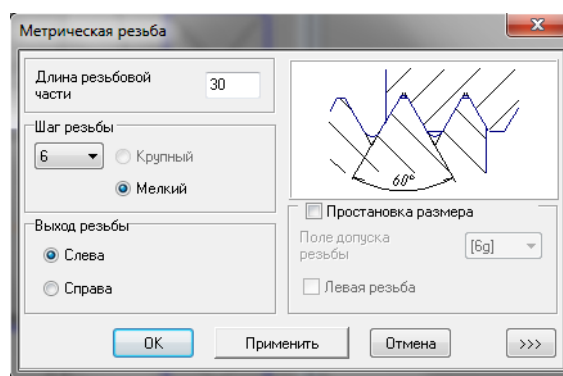 Метрическая резьба
Длина резьбовой
части
30
Шаг резьбы
6
Крупный
Мелкий
Выход резьбы
Слева
Справа
60°
Простановка размера
Поле допуска
резьбы
[6g]
Левая резьба
OK
Применить
Отмена
>>>